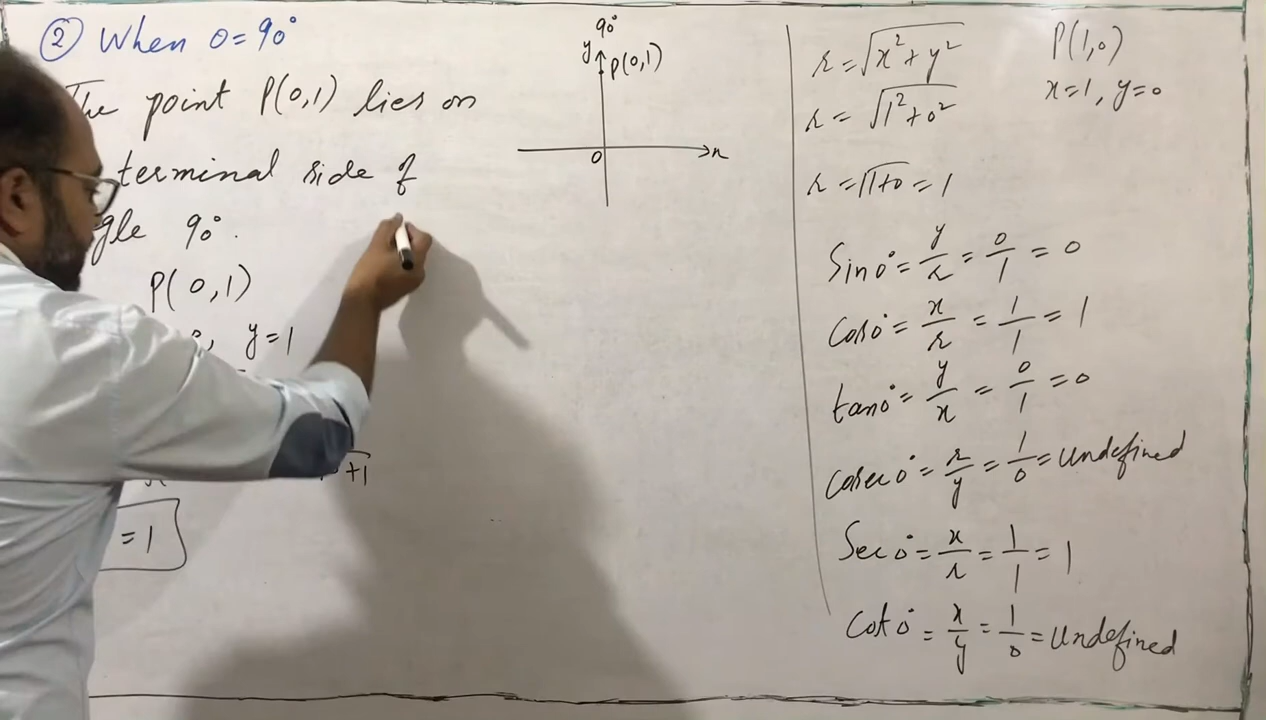 ② When θ=90°
The point P(0,1) lies on
terminal side of
gle 90°.
P(0,1)
, y=1
+1
=1
90°
y
P(0,1)
0
x
r=√x²+y²
r=√1²+0²
r=√1+0=1
P(1,0)
x=1, y=0
Sin0°=y/r=0/1=0
Cos0°=x/r=1/1=1
tan0°=y/x=0/1=0
Cosec0°=r/y=1/0=Undefined
Sec0°=x/r=1/1=1
Cot0°=x/y=1/0=Undefined